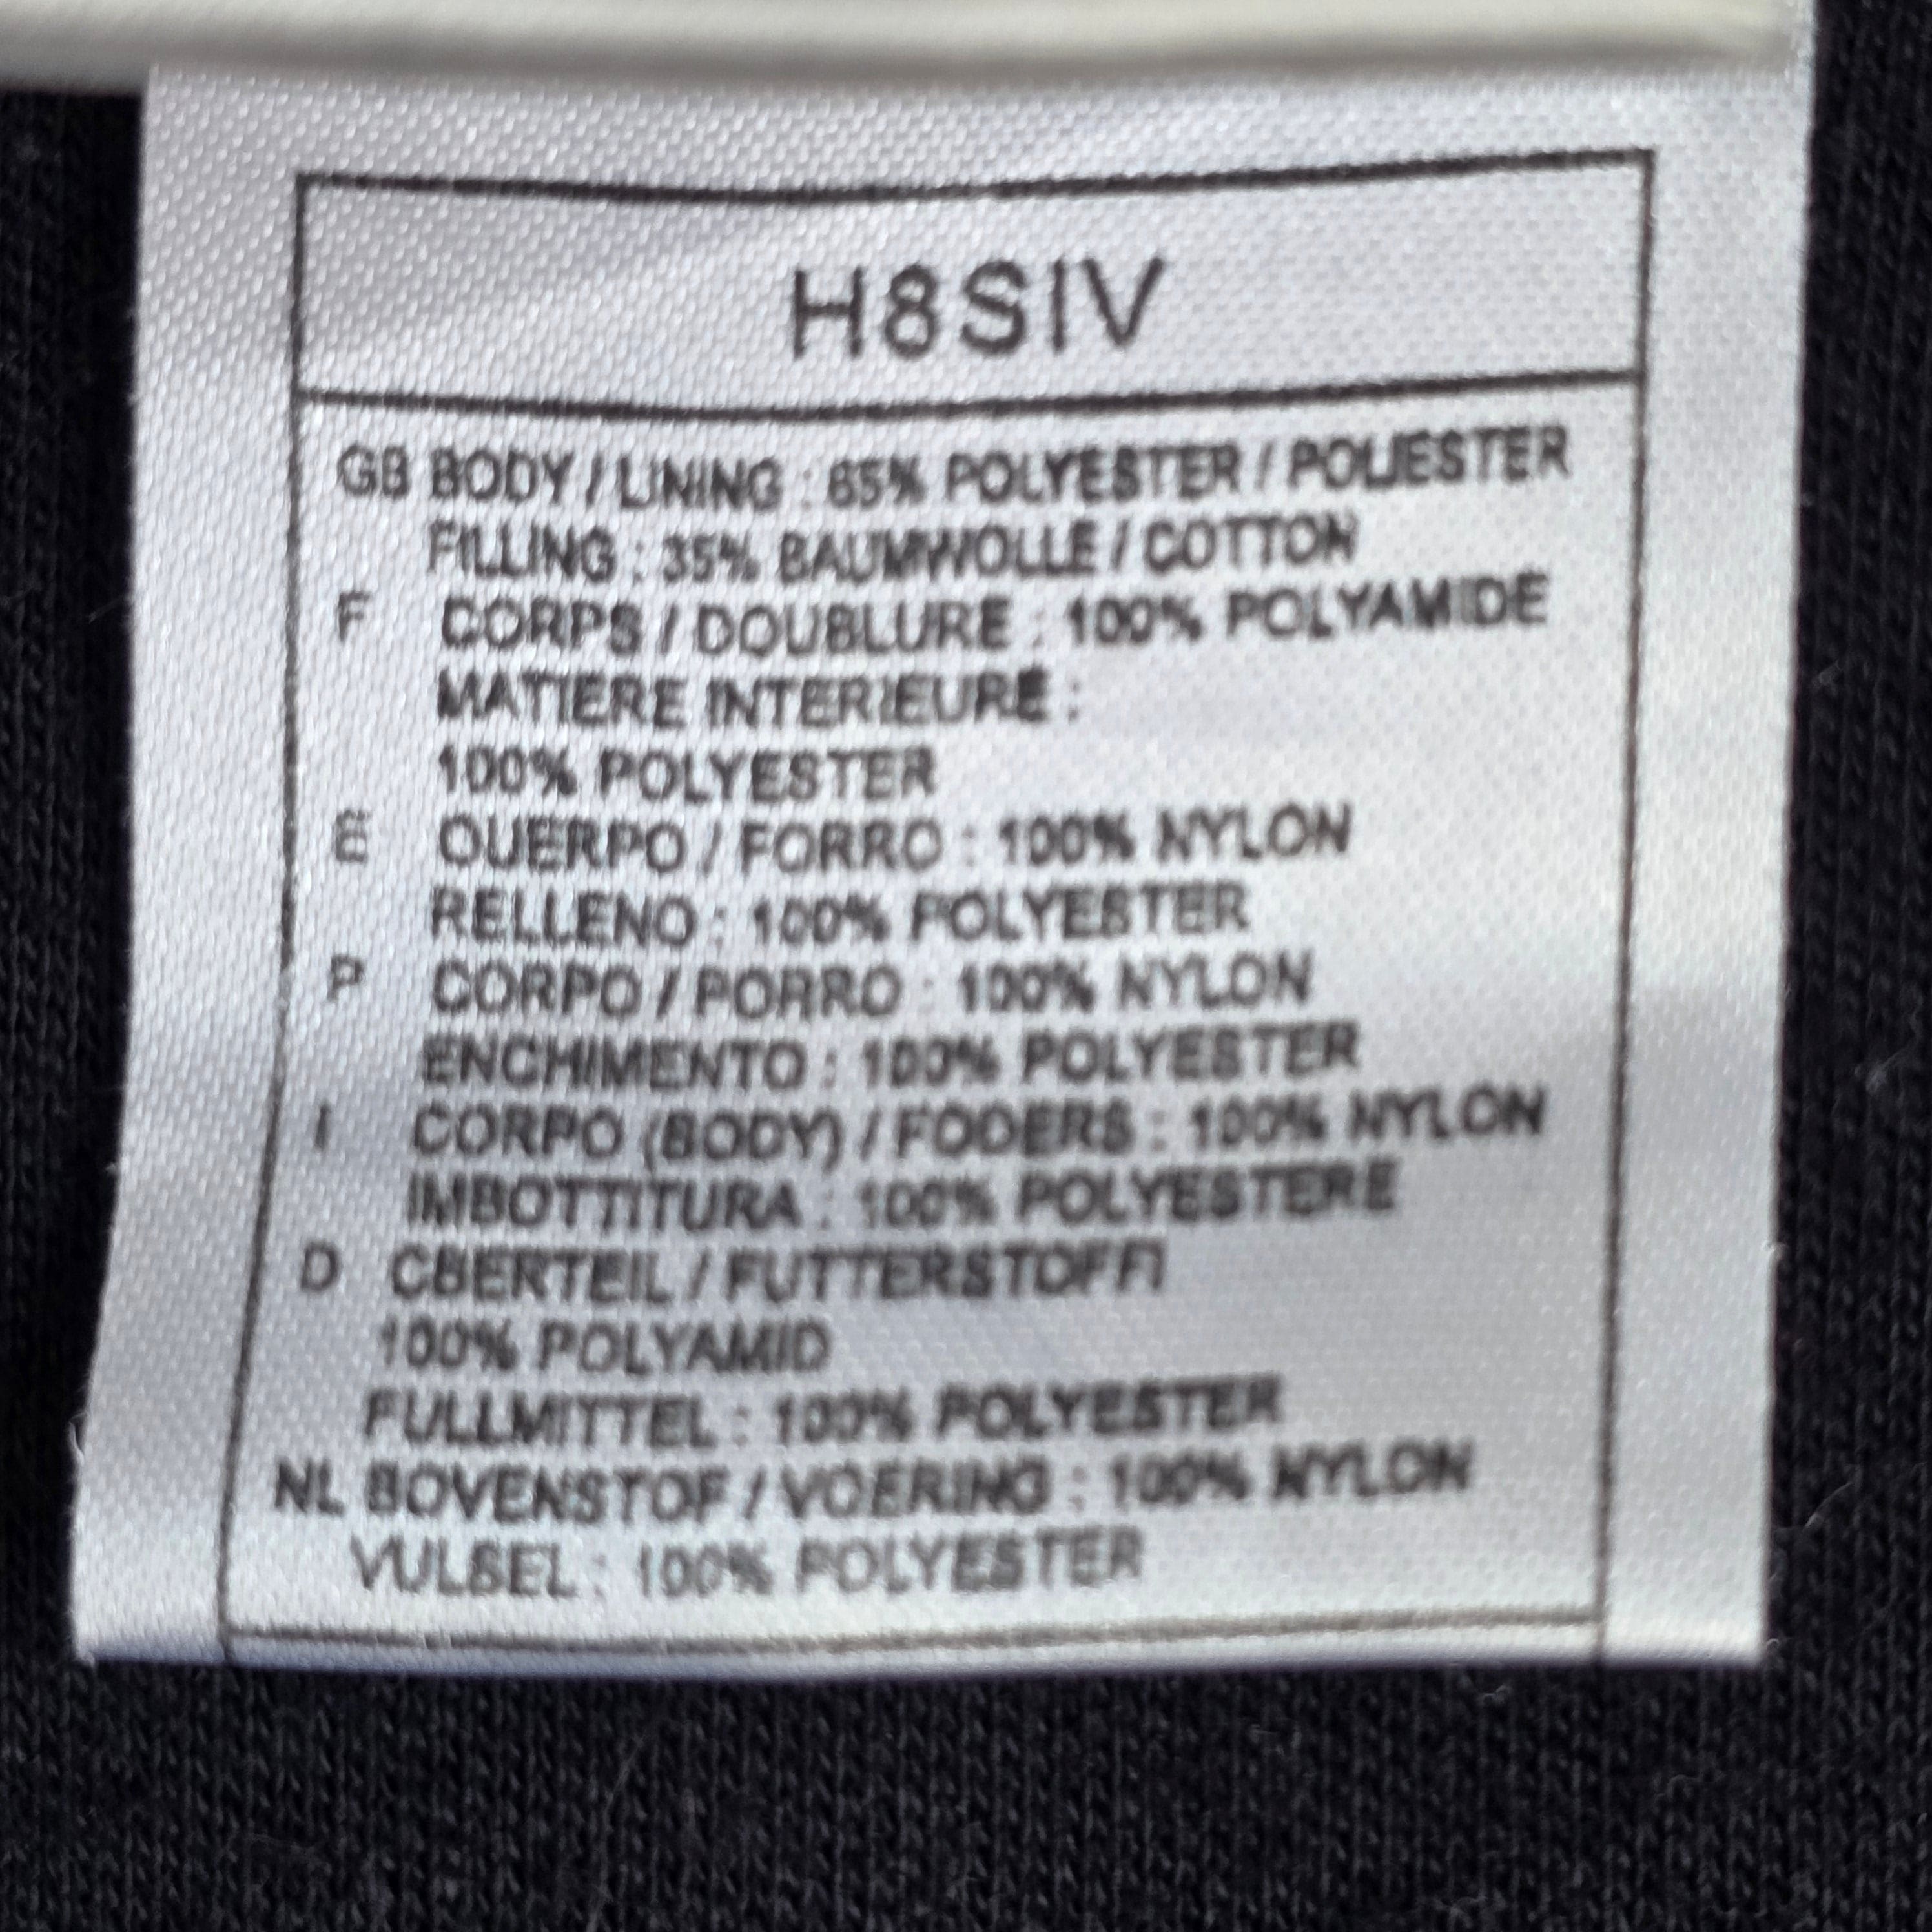 H8SIV
GB BODY / LINING : 65% POLYESTER / POLIESTER
FILLING : 35% BAUMWOLLE / COTTON
F CORPS / DOUBLURE : 100% POLYAMIDE
MATIERE INTERIEURE :
100% POLYESTER
E OUERPO / FORRO : 100% NYLON
RELLENO : 100% POLYESTER
P CORPO / PORRO : 100% NYLON
ENCHIMENTO : 100% POLYESTER
I CORPO (BODY) / FODERS : 100% NYLON
IMBOTTITURA : 100% POLYESTERE
D CBERTEIL / FUTTERSTOFFI
100% POLYAMID
FULLMITTEL : 100% POLYESTER
NL BOVENSTOF / VOERING : 100% NYLON
VULSEL : 100% POLYESTER